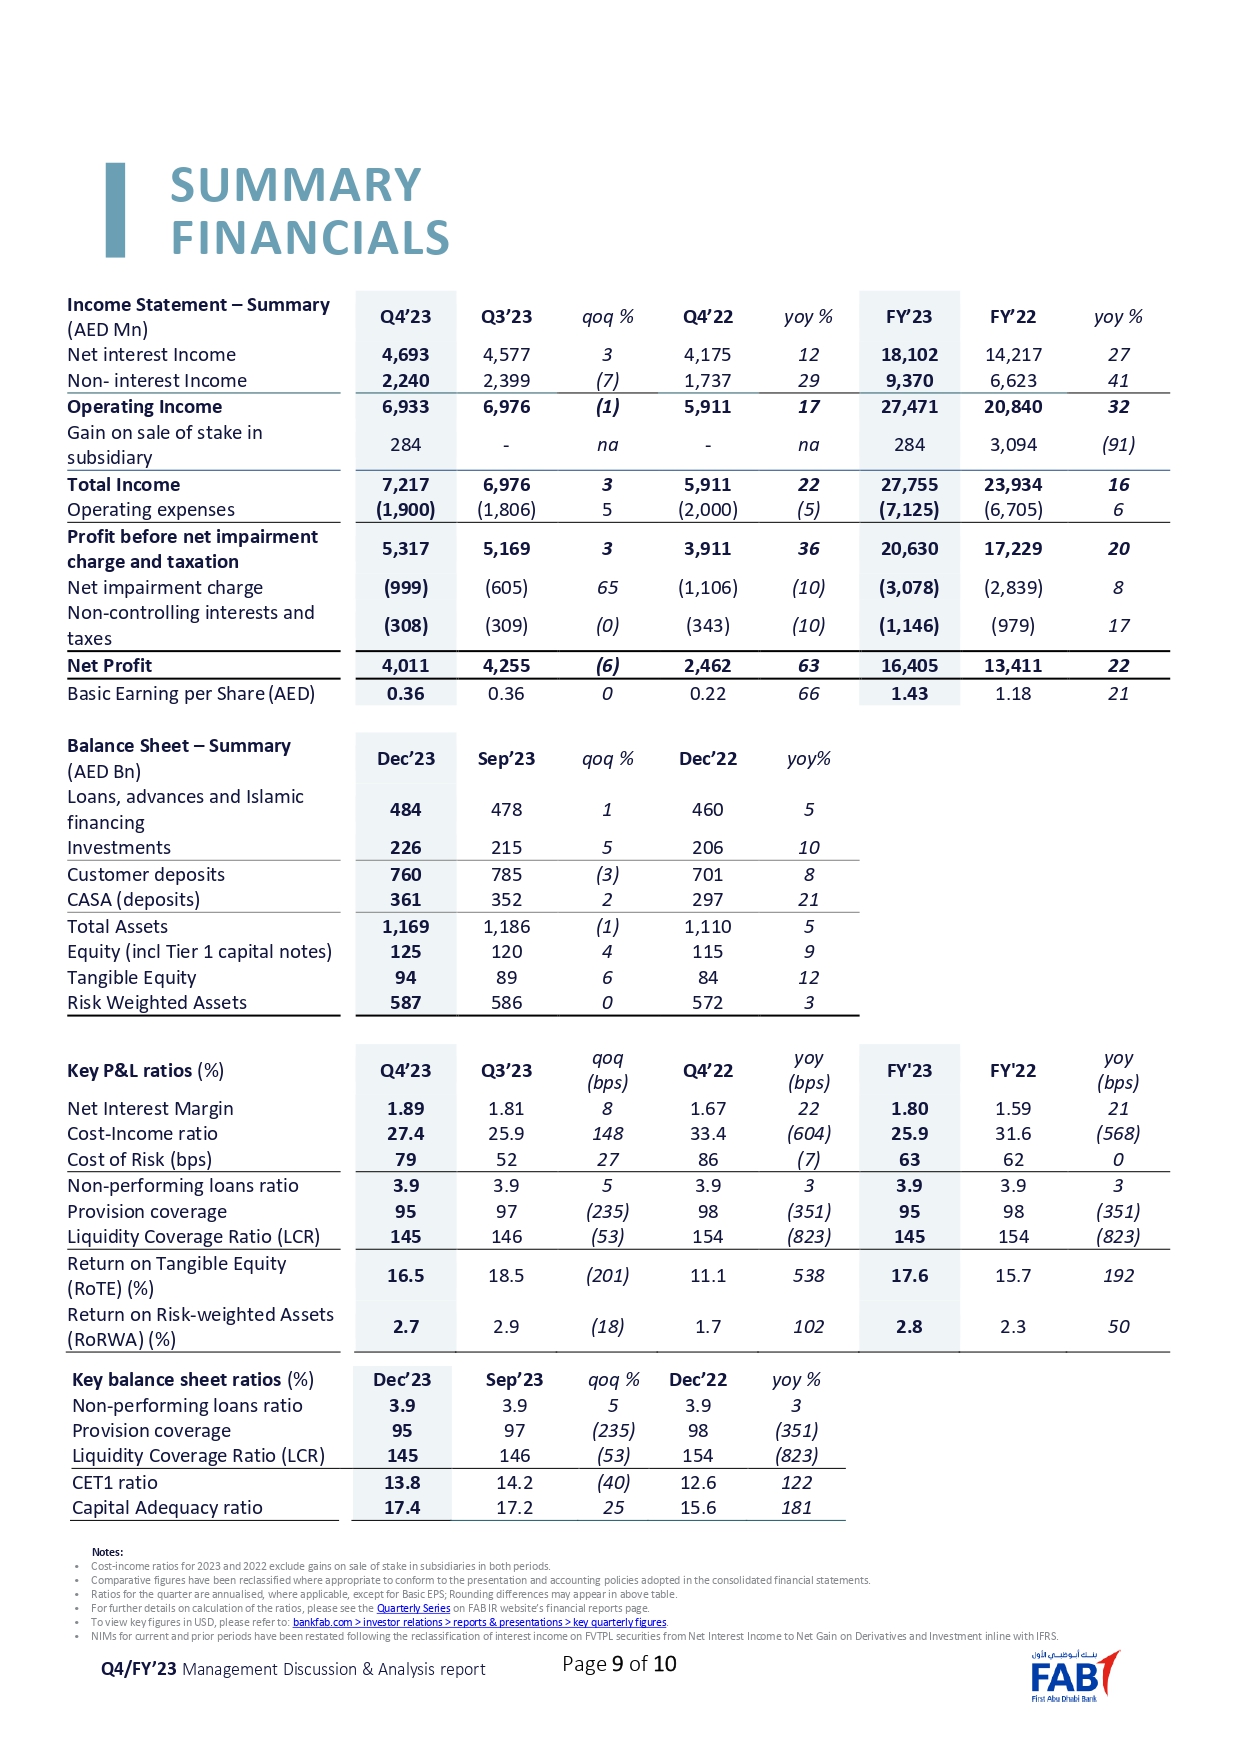 SUMMARY
FINANCIALS
Income Statement – Summary
(AED Mn) Q4’23 Q3’23 qoq % Q4’22 yoy % FY’23 FY’22 yoy %
Net interest Income 4,693 4,577 3 4,175 12 18,102 14,217 27
Non- interest Income 2,240 2,399 (7) 1,737 29 9,370 6,623 41
Operating Income 6,933 6,976 (1) 5,911 17 27,471 20,840 32
Gain on sale of stake in
subsidiary 284 - na - na 284 3,094 (91)
Total Income 7,217 6,976 3 5,911 22 27,755 23,934 16
Operating expenses (1,900) (1,806) 5 (2,000) (5) (7,125) (6,705) 6
Profit before net impairment
charge and taxation 5,317 5,169 3 3,911 36 20,630 17,229 20
Net impairment charge (999) (605) 65 (1,106) (10) (3,078) (2,839) 8
Non-controlling interests and
taxes (308) (309) (0) (343) (10) (1,146) (979) 17
Net Profit 4,011 4,255 (6) 2,462 63 16,405 13,411 22
Basic Earning per Share (AED) 0.36 0.36 0 0.22 66 1.43 1.18 21
Balance Sheet – Summary
(AED Bn) Dec’23 Sep’23 qoq % Dec’22 yoy%
Loans, advances and Islamic
financing 484 478 1 460 5
Investments 226 215 5 206 10
Customer deposits 760 785 (3) 701 8
CASA (deposits) 361 352 2 297 21
Total Assets 1,169 1,186 (1) 1,110 5
Equity (incl Tier 1 capital notes) 125 120 4 115 9
Tangible Equity 94 89 6 84 12
Risk Weighted Assets 587 586 0 572 3
Key P&L ratios (%) Q4’23 Q3’23 qoq (bps) Q4’22 yoy (bps) FY'23 FY'22 yoy (bps)
Net Interest Margin 1.89 1.81 8 1.67 22 1.80 1.59 21
Cost-Income ratio 27.4 25.9 148 33.4 (604) 25.9 31.6 (568)
Cost of Risk (bps) 79 52 27 86 (7) 63 62 0
Non-performing loans ratio 3.9 3.9 5 3.9 3 3.9 3.9 3
Provision coverage 95 97 (235) 98 (351) 95 98 (351)
Liquidity Coverage Ratio (LCR) 145 146 (53) 154 (823) 145 154 (823)
Return on Tangible Equity
(RoTE) (%) 16.5 18.5 (201) 11.1 538 17.6 15.7 192
Return on Risk-weighted Assets
(RoRWA) (%) 2.7 2.9 (18) 1.7 102 2.8 2.3 50
Key balance sheet ratios (%) Dec’23 Sep’23 qoq % Dec’22 yoy %
Non-performing loans ratio 3.9 3.9 5 3.9 3
Provision coverage 95 97 (235) 98 (351)
Liquidity Coverage Ratio (LCR) 145 146 (53) 154 (823)
CET1 ratio 13.8 14.2 (40) 12.6 122
Capital Adequacy ratio 17.4 17.2 25 15.6 181
Notes:
• Cost-income ratios for 2023 and 2022 exclude gains on sale of stake in subsidiaries in both periods.
• Comparative figures have been reclassified where appropriate to conform to the presentation and accounting policies adopted in the consolidated financial statements.
• Ratios for the quarter are annualised, where applicable, except for Basic EPS; Rounding differences may appear in above table.
• For further details on calculation of the ratios, please see the Quarterly Series on FAB IR website’s financial reports page.
• To view key figures in USD, please refer to: bankfab.com > investor relations > reports & presentations > key quarterly figures.
• NIMs for current and prior periods have been restated following the reclassification of interest income on FVTPL securities from Net Interest Income to Net Gain on Derivatives and Investment inline with IFRS.
Q4/FY’23 Management Discussion & Analysis report Page 9 of 10
بنك أبوظبي الأول
FAB
First Abu Dhabi Bank